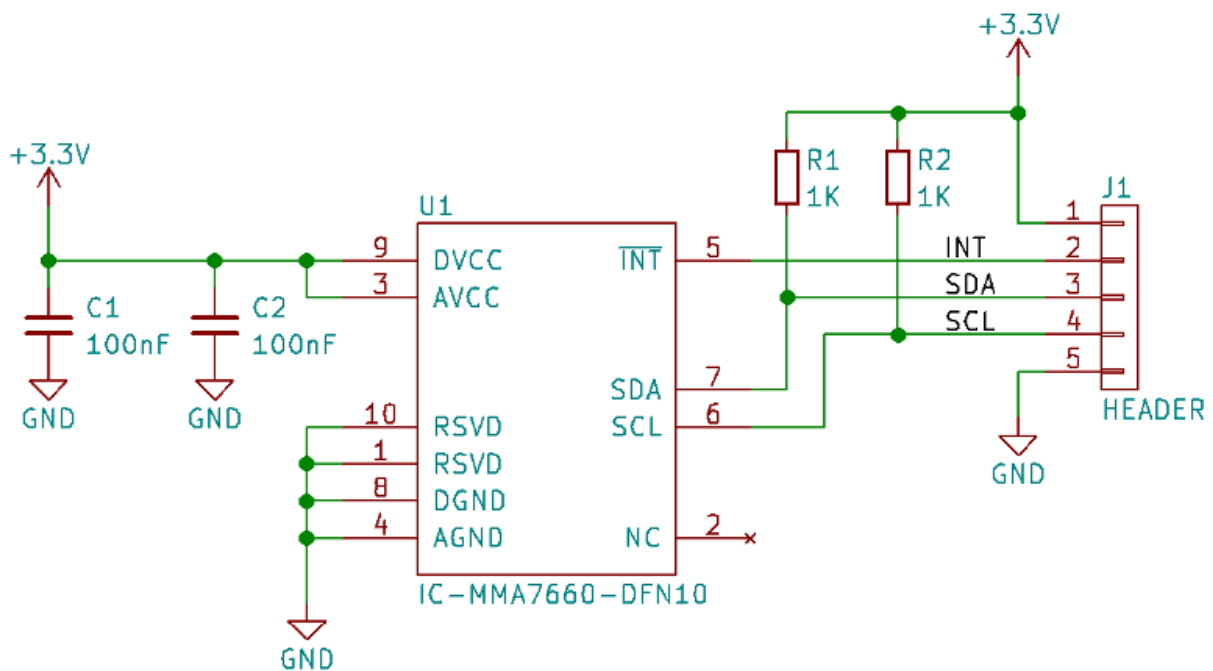 +3.3V
+3.3V
R1
1K
R2
1K
J1
U1
9 DVCC
3 AVCC
INT 5
INT
SDA
SCL
1
2
3
4
5
C1
100nF
C2
100nF
GND
GND
SDA 7
SCL 6
10 RSVD
1 RSVD
8 DGND
4 AGND
NC 2
HEADER
GND
IC-MMA7660-DFN10
GND